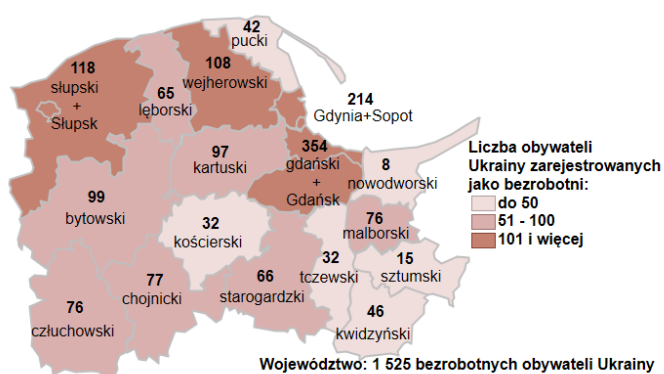 42
pucki
118
słupski
+
Słupsk
65
lęborski
108
wejherowski
214
Gdynia+Sopot
97
kartuski
354
gdański
+
Gdańsk
8
nowodworski
99
bytowski
32
kościerski
76
malborski
32
tczewski
15
sztumski
77
chojnicki
66
starogardzki
76
człuchowski
46
kwidzyński
Liczba obywateli
Ukrainy zarejestrowanych
jako bezrobotni:
do 50
51 - 100
101 i więcej
Województwo: 1 525 bezrobotnych obywateli Ukrainy